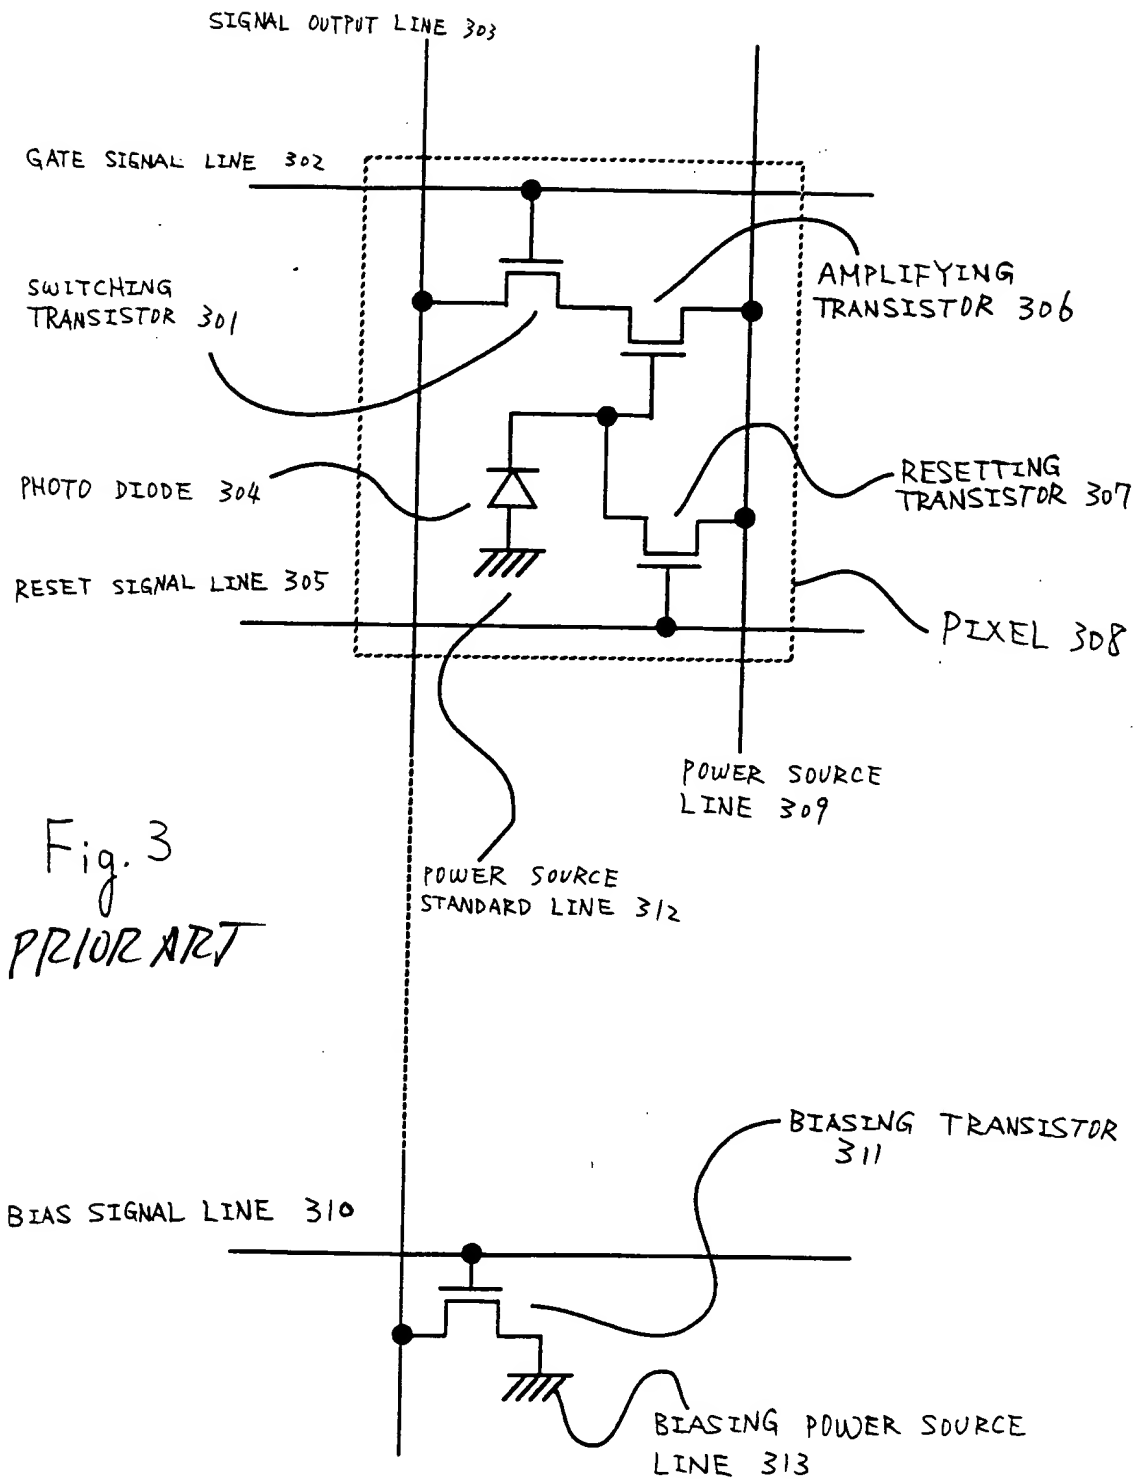 SIGNAL OUTPUT LINE 303
GATE SIGNAL LINE 302
SWITCHING
TRANSISTOR 301
AMPLIFYING
TRANSISTOR 306
PHOTO DIODE 304
RESETTING
TRANSISTOR 307
RESET SIGNAL LINE 305
PIXEL 308
POWER SOURCE
LINE 309
Fig. 3
PRIOR ART
POWER SOURCE
STANDARD LINE 312
BIASING TRANSISTOR
311
BIAS SIGNAL LINE 310
BIASING POWER SOURCE
LINE 313